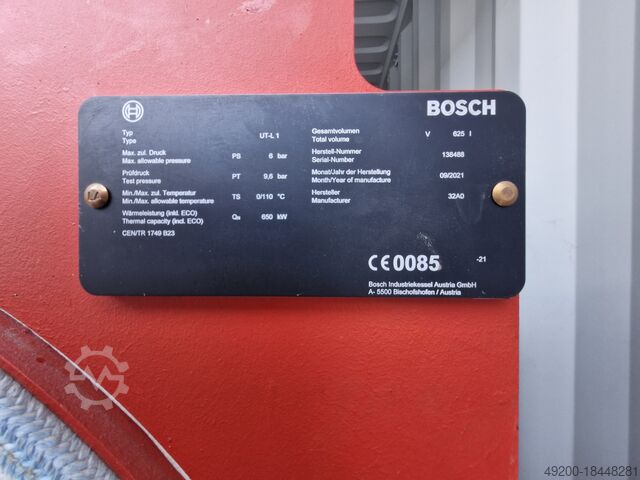 BOSCH
Typ
Type UT-L 1
Max. zul. Druck
Max. allowable pressure PS 6 bar
Prüfdruck
Test pressure PT 9,6 bar
Min./Max. zul. Temperatur
Min./Max. allowable temperature TS 0/110 °C
Wärmeleistung (inkl. ECO)
Thermal capacity (incl. ECO) QN 650 kW
CEN/TR 1749 B23
Gesamtvolumen
Total volume V 625 l
Herstell-Nummer
Serial-Number 138488
Monat/Jahr der Herstellung
Month/Year of manufacture 09/2021
Hersteller
Manufacturer 32A0
CE0085 -21
Bosch Industriekessel Austria GmbH
A- 5500 Bischofshofen / Austria
49200-18448281